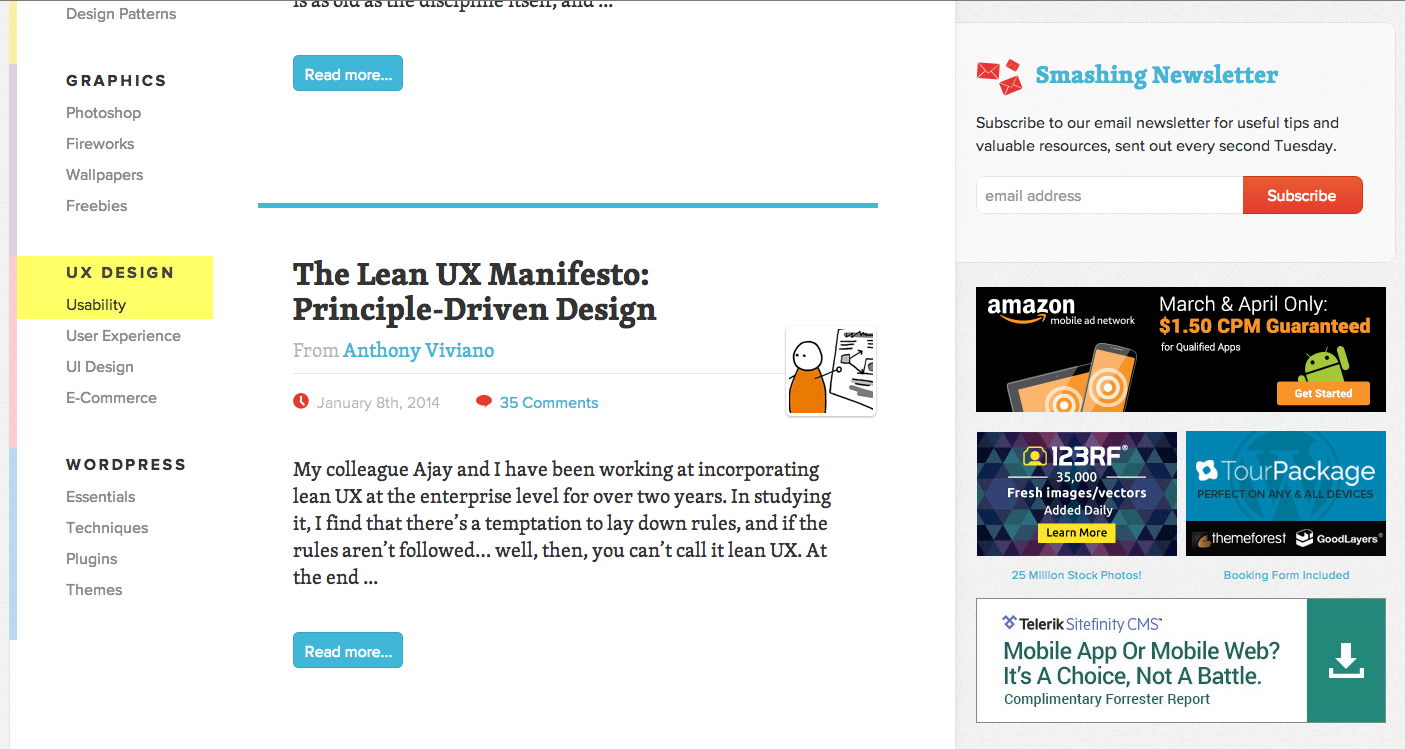 Design Patterns
GRAPHICS
Photoshop
Fireworks
Wallpapers
Freebies
UX DESIGN
Usability
User Experience
UI Design
E-Commerce
WORDPRESS
Essentials
Techniques
Plugins
Themes
is as old as the discipline itself, and ...
Read more...
The Lean UX Manifesto:
Principle-Driven Design
From Anthony Viviano
January 8th, 2014 35 Comments
My colleague Ajay and I have been working at incorporating
lean UX at the enterprise level for over two years. In studying
it, I find that there’s a temptation to lay down rules, and if the
rules aren’t followed… well, then, you can’t call it lean UX. At
the end ...
Read more...
Smashing Newsletter
Subscribe to our email newsletter for useful tips and
valuable resources, sent out every second Tuesday.
email address
Subscribe
amazon
mobile ad network
March & April Only:
$1.50 CPM Guaranteed
for Qualified Apps
Get Started
123RF®
35,000
Fresh images/vectors
Added Daily
Learn More
25 Million Stock Photos!
TourPackage
PERFECT ON ANY & ALL DEVICES
themeforest GOODLAYERS®
Booking Form Included
Telerik Sitefinity CMS™
Mobile App Or Mobile Web?
It’s A Choice, Not A Battle.
Complimentary Forrester Report